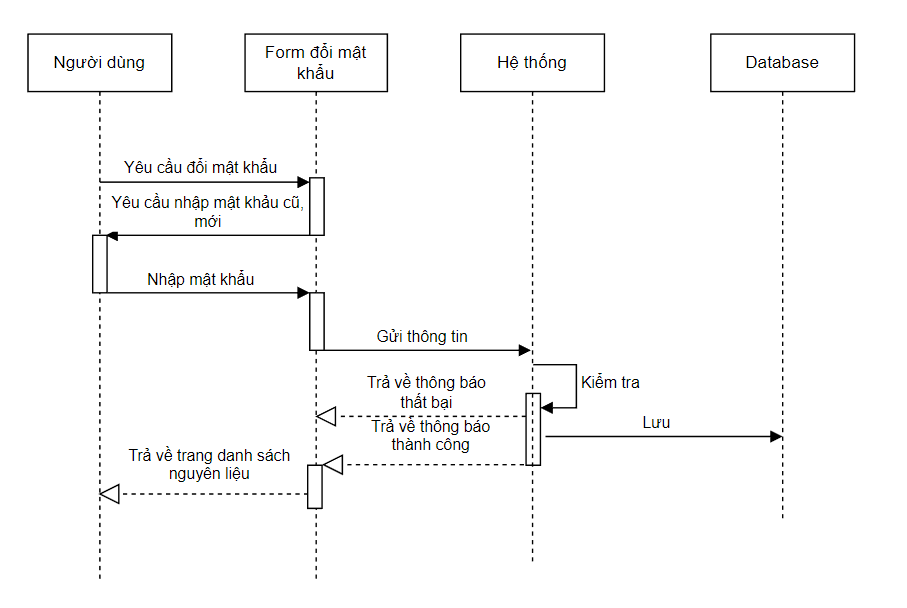 Người dùng
Form đổi mật
khẩu
Hệ thống
Database
Yêu cầu đổi mật khẩu
Yêu cầu nhập mật khảu cũ,
mới
Nhập mật khẩu
Gửi thông tin
Kiểm tra
Trả về thông báo
thất bại
Lưu
Trả về thông báo
thành công
Trả về trang danh sách
nguyên liệu